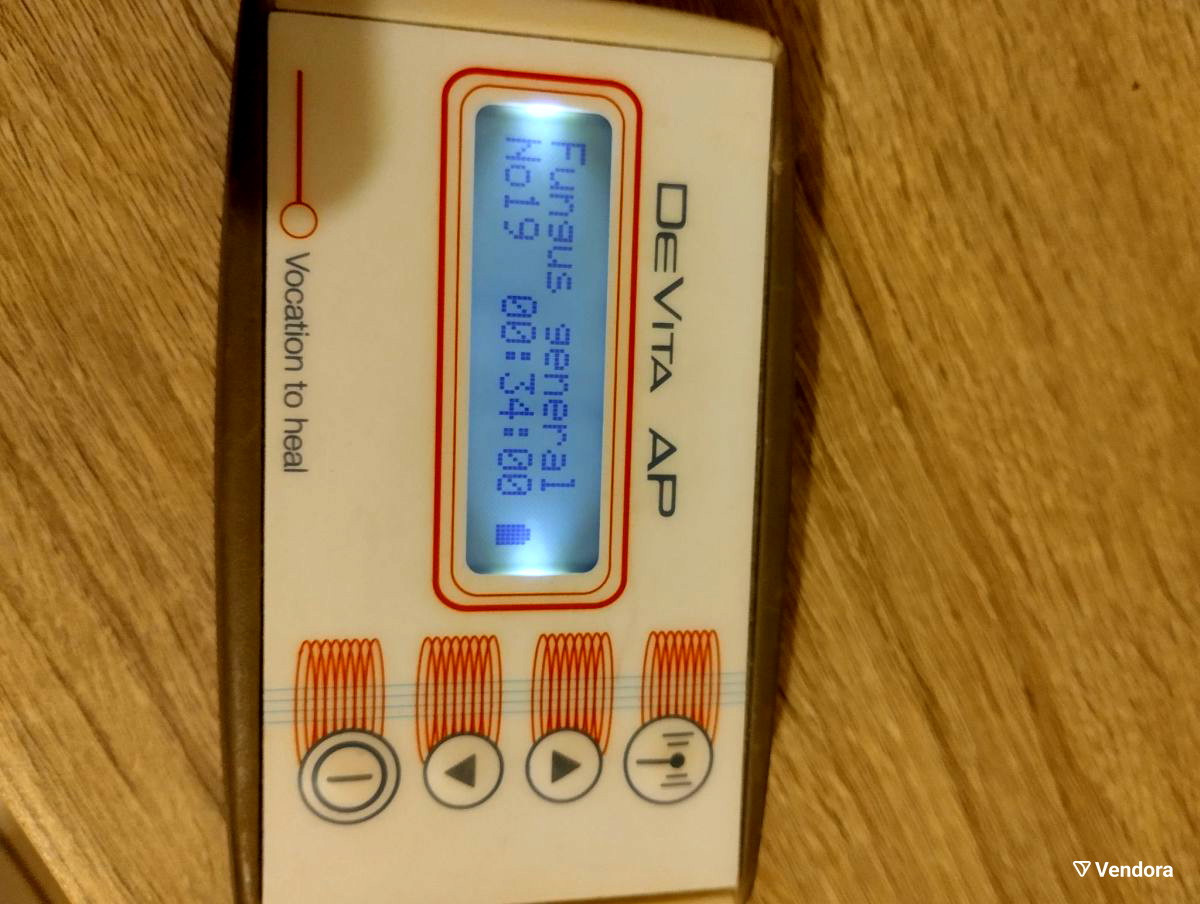 DEVITA AP
Fungus general
No19 00:34:00
Vocation to heal
Vendora